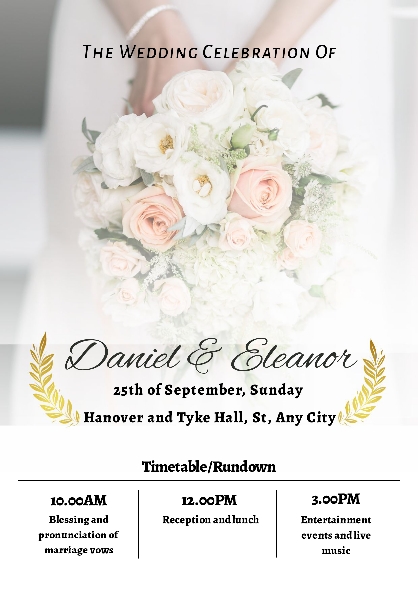 The Wedding Celebration Of
Daniel & Eleanor
25th of September, Sunday
Hanover and Tyke Hall, St, Any City
Timetable/Rundown
10.00AM
Blessing and
pronunciation of
marriage vows
12.00PM
Reception and lunch
3.00PM
Entertainment
events and live
music